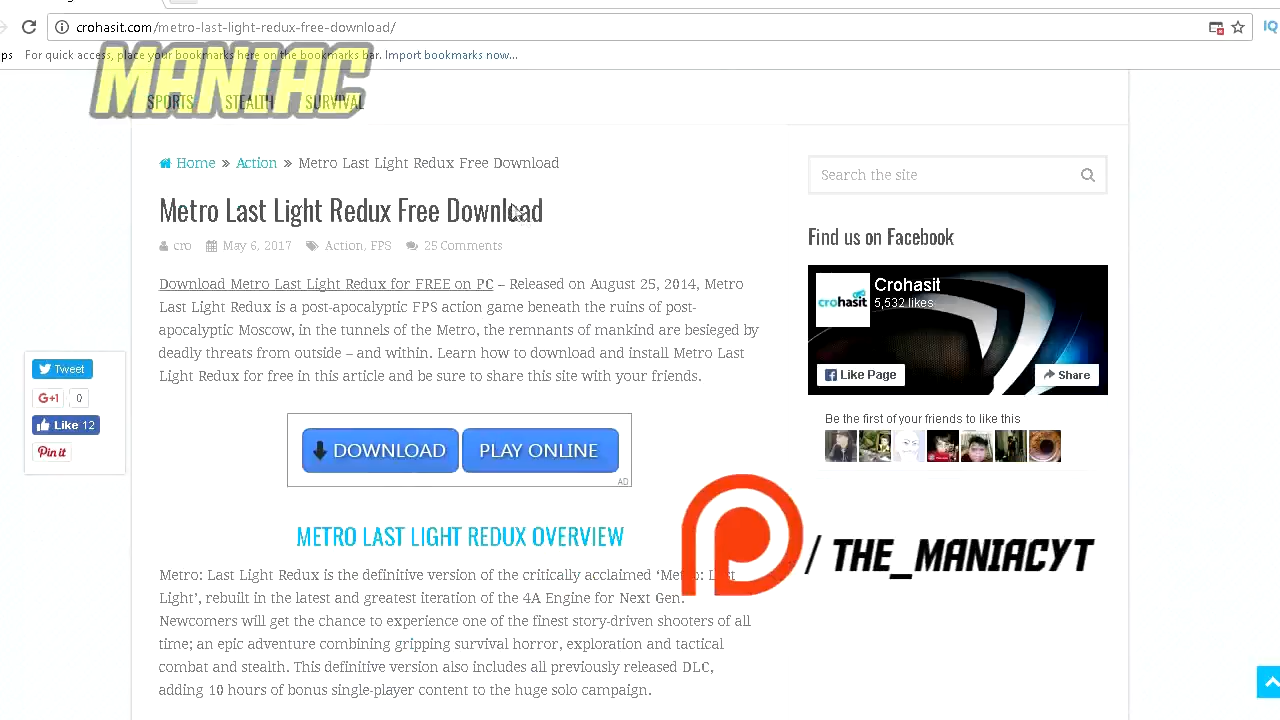 crohasit.com/metro-last-light-redux-free-download/
ps For quick access, place your bookmarks here on the bookmarks bar. Import bookmarks now...
MANIAC
SPORTS STEALTH SURVIVAL
Home » Action » Metro Last Light Redux Free Download
Search the site
Metro Last Light Redux Free Download
cro May 6, 2017 Action, FPS 25 Comments
Find us on Facebook
Download Metro Last Light Redux for FREE on PC – Released on August 25, 2014, Metro
Last Light Redux is a post-apocalyptic FPS action game beneath the ruins of post-
apocalyptic Moscow, in the tunnels of the Metro, the remnants of mankind are besieged by
deadly threats from outside – and within. Learn how to download and install Metro Last
Light Redux for free in this article and be sure to share this site with your friends.
crohasit
Crohasit
5,532 likes
Like Page
Share
Be the first of your friends to like this
Tweet
G+1 0
Like 12
Pin it
DOWNLOAD
PLAY ONLINE
AD
METRO LAST LIGHT REDUX OVERVIEW
/ THE_MANIACYT
Metro: Last Light Redux is the definitive version of the critically acclaimed ‘Metro: Last
Light’, rebuilt in the latest and greatest iteration of the 4A Engine for Next Gen.
Newcomers will get the chance to experience one of the finest story-driven shooters of all
time; an epic adventure combining gripping survival horror, exploration and tactical
combat and stealth. This definitive version also includes all previously released DLC,
adding 10 hours of bonus single-player content to the huge solo campaign.